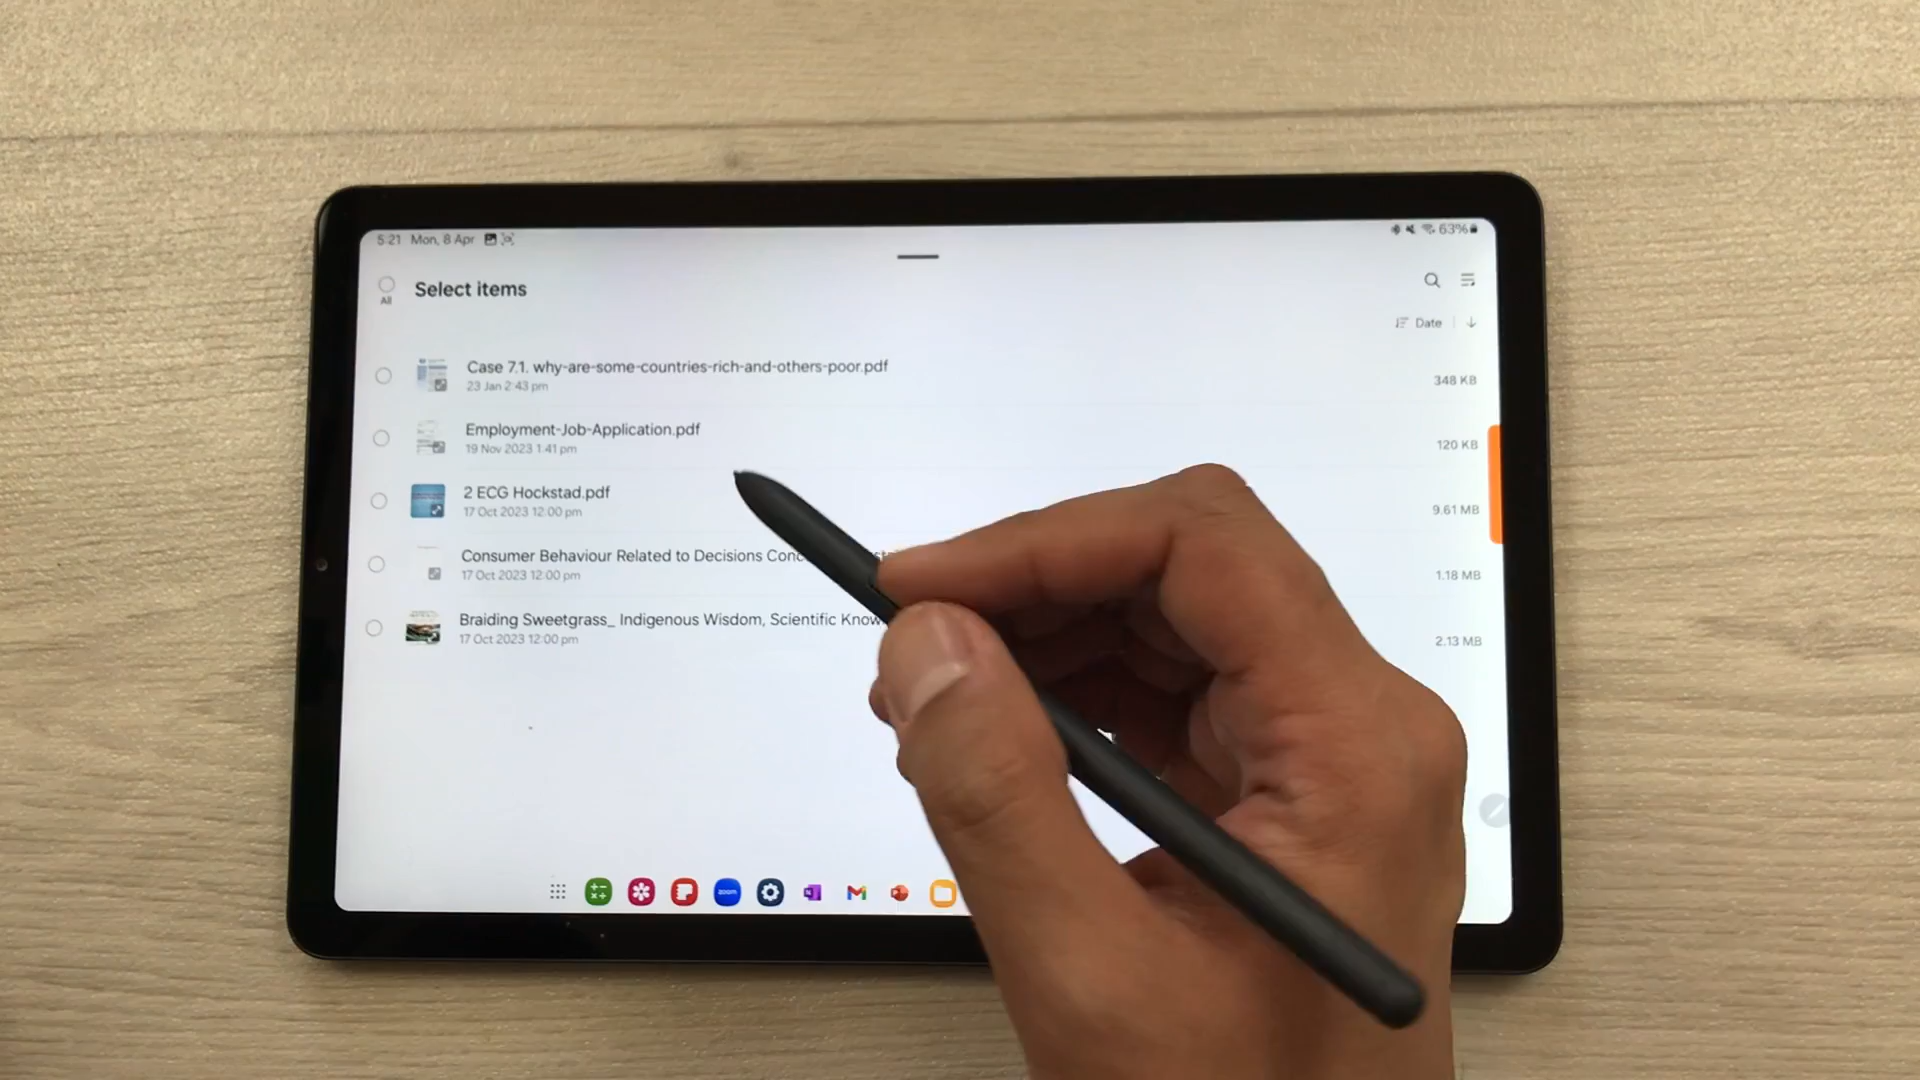 5:21 Mon, 8 Apr
63%
All
Select items
Date
Case 7.1. why-are-some-countries-rich-and-others-poor.pdf
23 Jan 2:43 pm
348 KB
Employment-Job-Application.pdf
19 Nov 2023 1:41 pm
120 KB
2 ECG Hockstad.pdf
17 Oct 2023 12:00 pm
9.61 MB
Consumer Behaviour Related to Decisions
17 Oct 2023 12:00 pm
1.18 MB
Braiding Sweetgrass_ Indigenous Wisdom, Scientific
17 Oct 2023 12:00 pm
2.13 MB
zoom